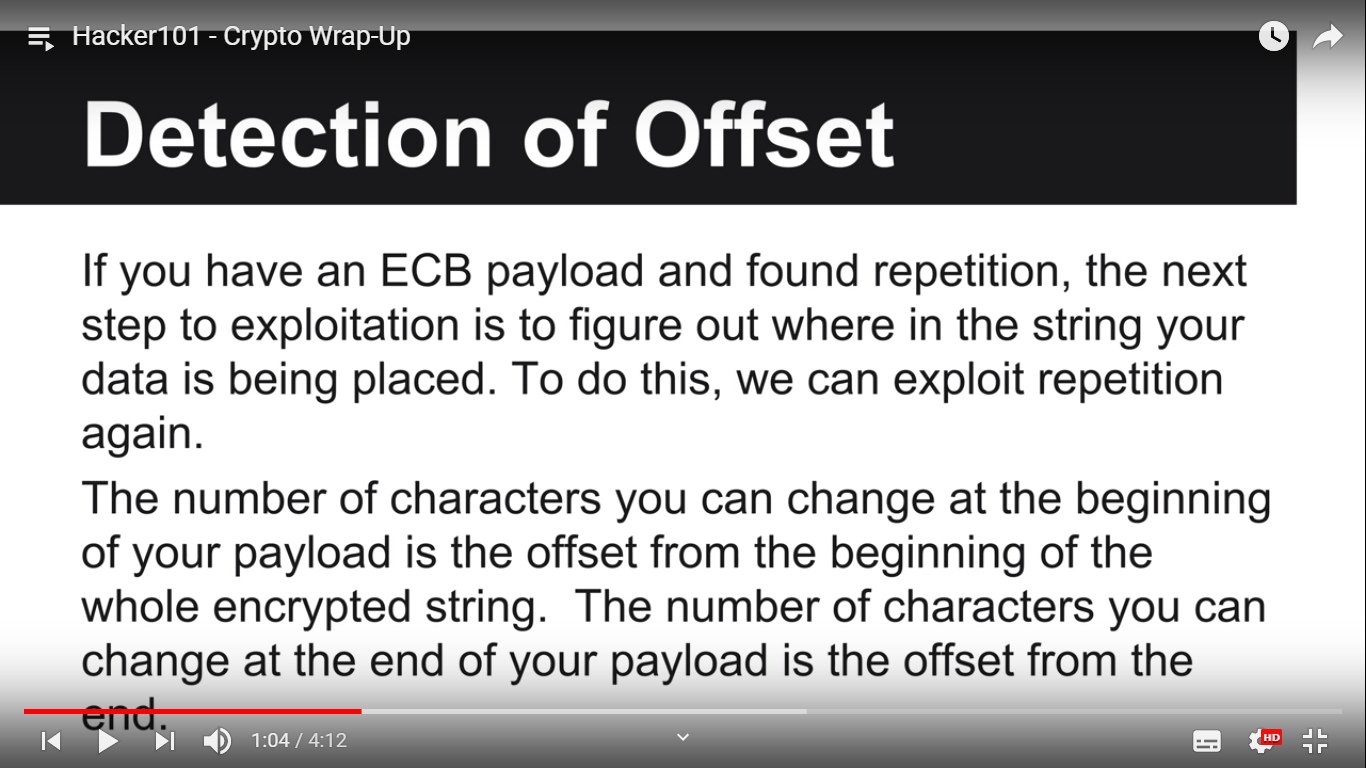 Hacker101 - Crypto Wrap-Up
Detection of Offset
If you have an ECB payload and found repetition, the next
step to exploitation is to figure out where in the string your
data is being placed. To do this, we can exploit repetition
again.
The number of characters you can change at the beginning
of your payload is the offset from the beginning of the
whole encrypted string.  The number of characters you can
change at the end of your payload is the offset from the
end.
1:04 / 4:12
HD